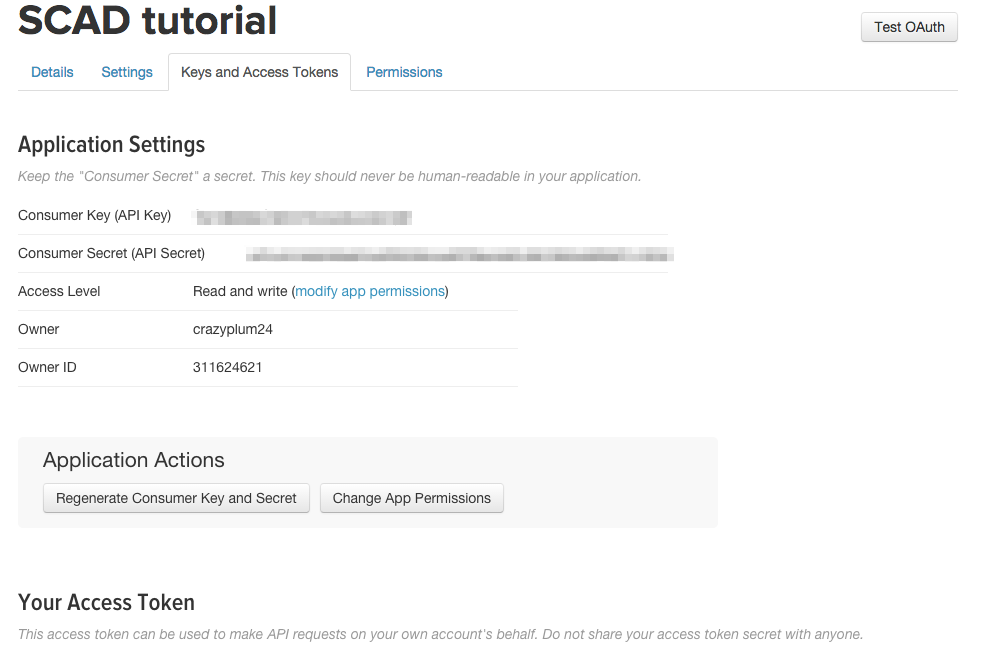 SCAD tutorial
Test OAuth
Details Settings Keys and Access Tokens Permissions
Application Settings
Keep the "Consumer Secret" a secret. This key should never be human-readable in your application.
Consumer Key (API Key)
Consumer Secret (API Secret)
Access Level Read and write (modify app permissions)
Owner crazyplum24
Owner ID 311624621
Application Actions
Regenerate Consumer Key and Secret Change App Permissions
Your Access Token
This access token can be used to make API requests on your own account's behalf. Do not share your access token secret with anyone.